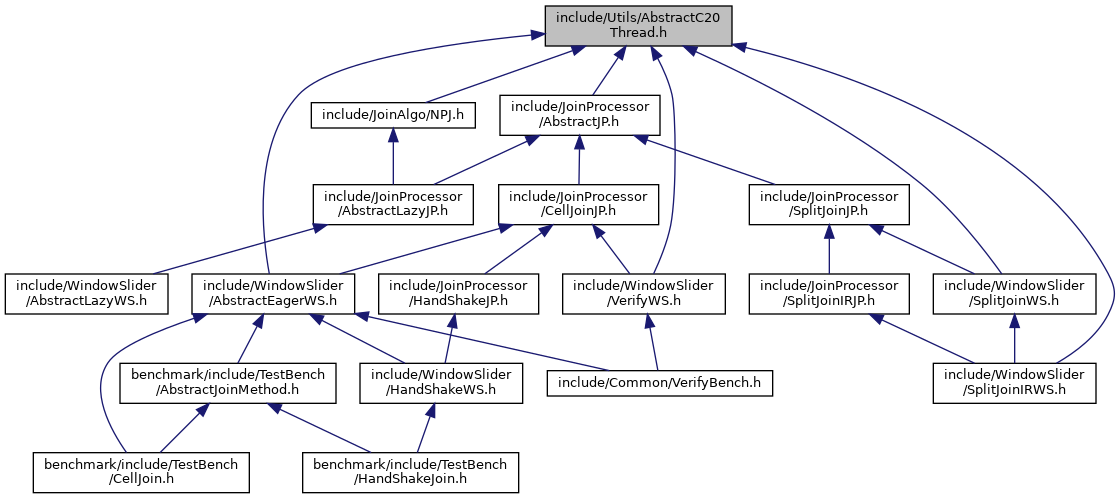 include/Utils/AbstractC20
Thread.h
include/JoinAlgo/NPJ.h
include/JoinProcessor
/AbstractJP.h
include/JoinProcessor
/AbstractLazyJP.h
include/JoinProcessor
/CellJoinJP.h
include/JoinProcessor
/SplitJoinJP.h
include/WindowSlider
/AbstractLazyWS.h
include/WindowSlider
/AbstractEagerWS.h
include/JoinProcessor
/HandShakeJP.h
include/WindowSlider
/VerifyWS.h
include/JoinProcessor
/SplitJoinIRJP.h
include/WindowSlider
/SplitJoinWS.h
benchmark/include/TestBench
/AbstractJoinMethod.h
include/WindowSlider
/HandShakeWS.h
include/Common/VerifyBench.h
include/WindowSlider
/SplitJoinIRWS.h
benchmark/include/TestBench
/CellJoin.h
benchmark/include/TestBench
/HandShakeJoin.h